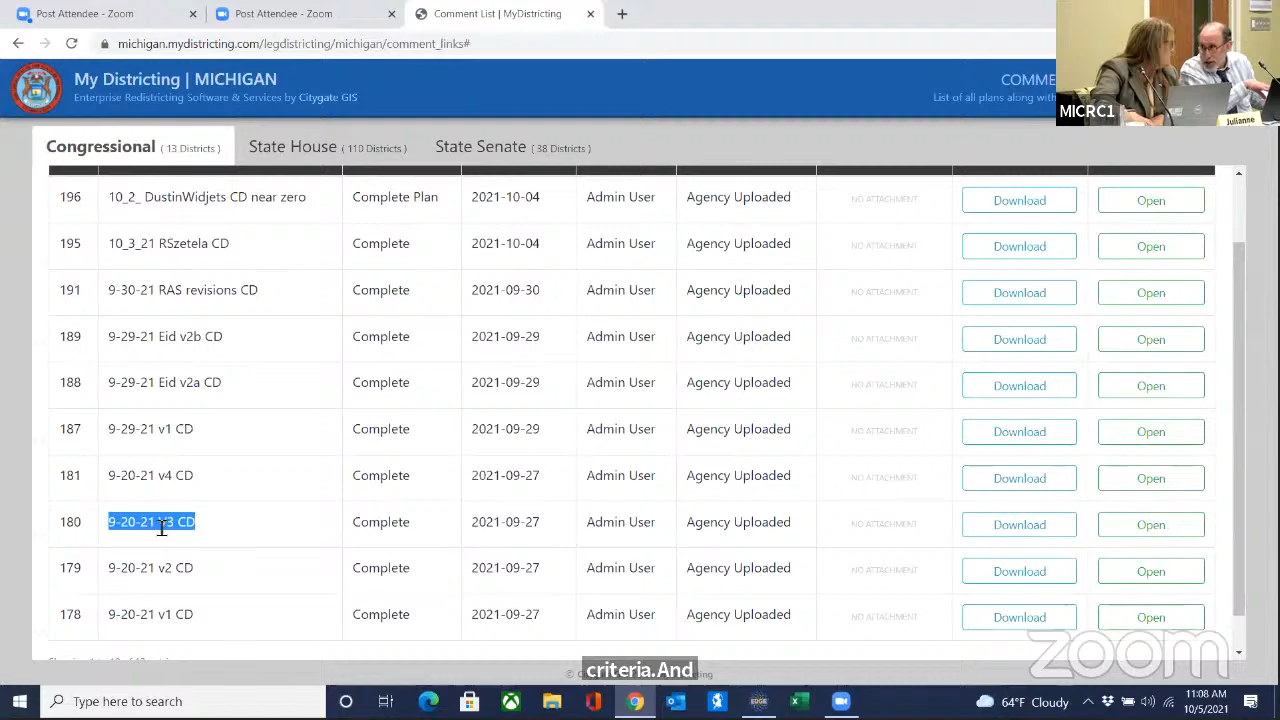 Post Attendee - Zoom
Post Attendee - Zoom
Comment List | MyDistricting
michigan.mydistricting.com/legdistricting/michigan/comment_links#
My Districting | MICHIGAN
Enterprise Redistricting Software & Services by Citygate GIS
COMME
List of all plans along with
MICRC1
Julianne
Congressional ( 13 Districts )
State House ( 110 Districts )
State Senate ( 38 Districts )
196 10_2_ DustinWidjets CD near zero Complete Plan 2021-10-04 Admin User Agency Uploaded NO ATTACHMENT Download Open
195 10_3_21 RSzetela CD Complete 2021-10-04 Admin User Agency Uploaded NO ATTACHMENT Download Open
191 9-30-21 RAS revisions CD Complete 2021-09-30 Admin User Agency Uploaded NO ATTACHMENT Download Open
189 9-29-21 Eid v2b CD Complete 2021-09-29 Admin User Agency Uploaded NO ATTACHMENT Download Open
188 9-29-21 Eid v2a CD Complete 2021-09-29 Admin User Agency Uploaded NO ATTACHMENT Download Open
187 9-29-21 v1 CD Complete 2021-09-29 Admin User Agency Uploaded NO ATTACHMENT Download Open
181 9-20-21 v4 CD Complete 2021-09-27 Admin User Agency Uploaded NO ATTACHMENT Download Open
180 9-20-21 v3 CD Complete 2021-09-27 Admin User Agency Uploaded NO ATTACHMENT Download Open
179 9-20-21 v2 CD Complete 2021-09-27 Admin User Agency Uploaded NO ATTACHMENT Download Open
178 9-20-21 v1 CD Complete 2021-09-27 Admin User Agency Uploaded NO ATTACHMENT Download Open
criteria.And
zoom
Type here to search
64°F Cloudy
11:08 AM
10/5/2021